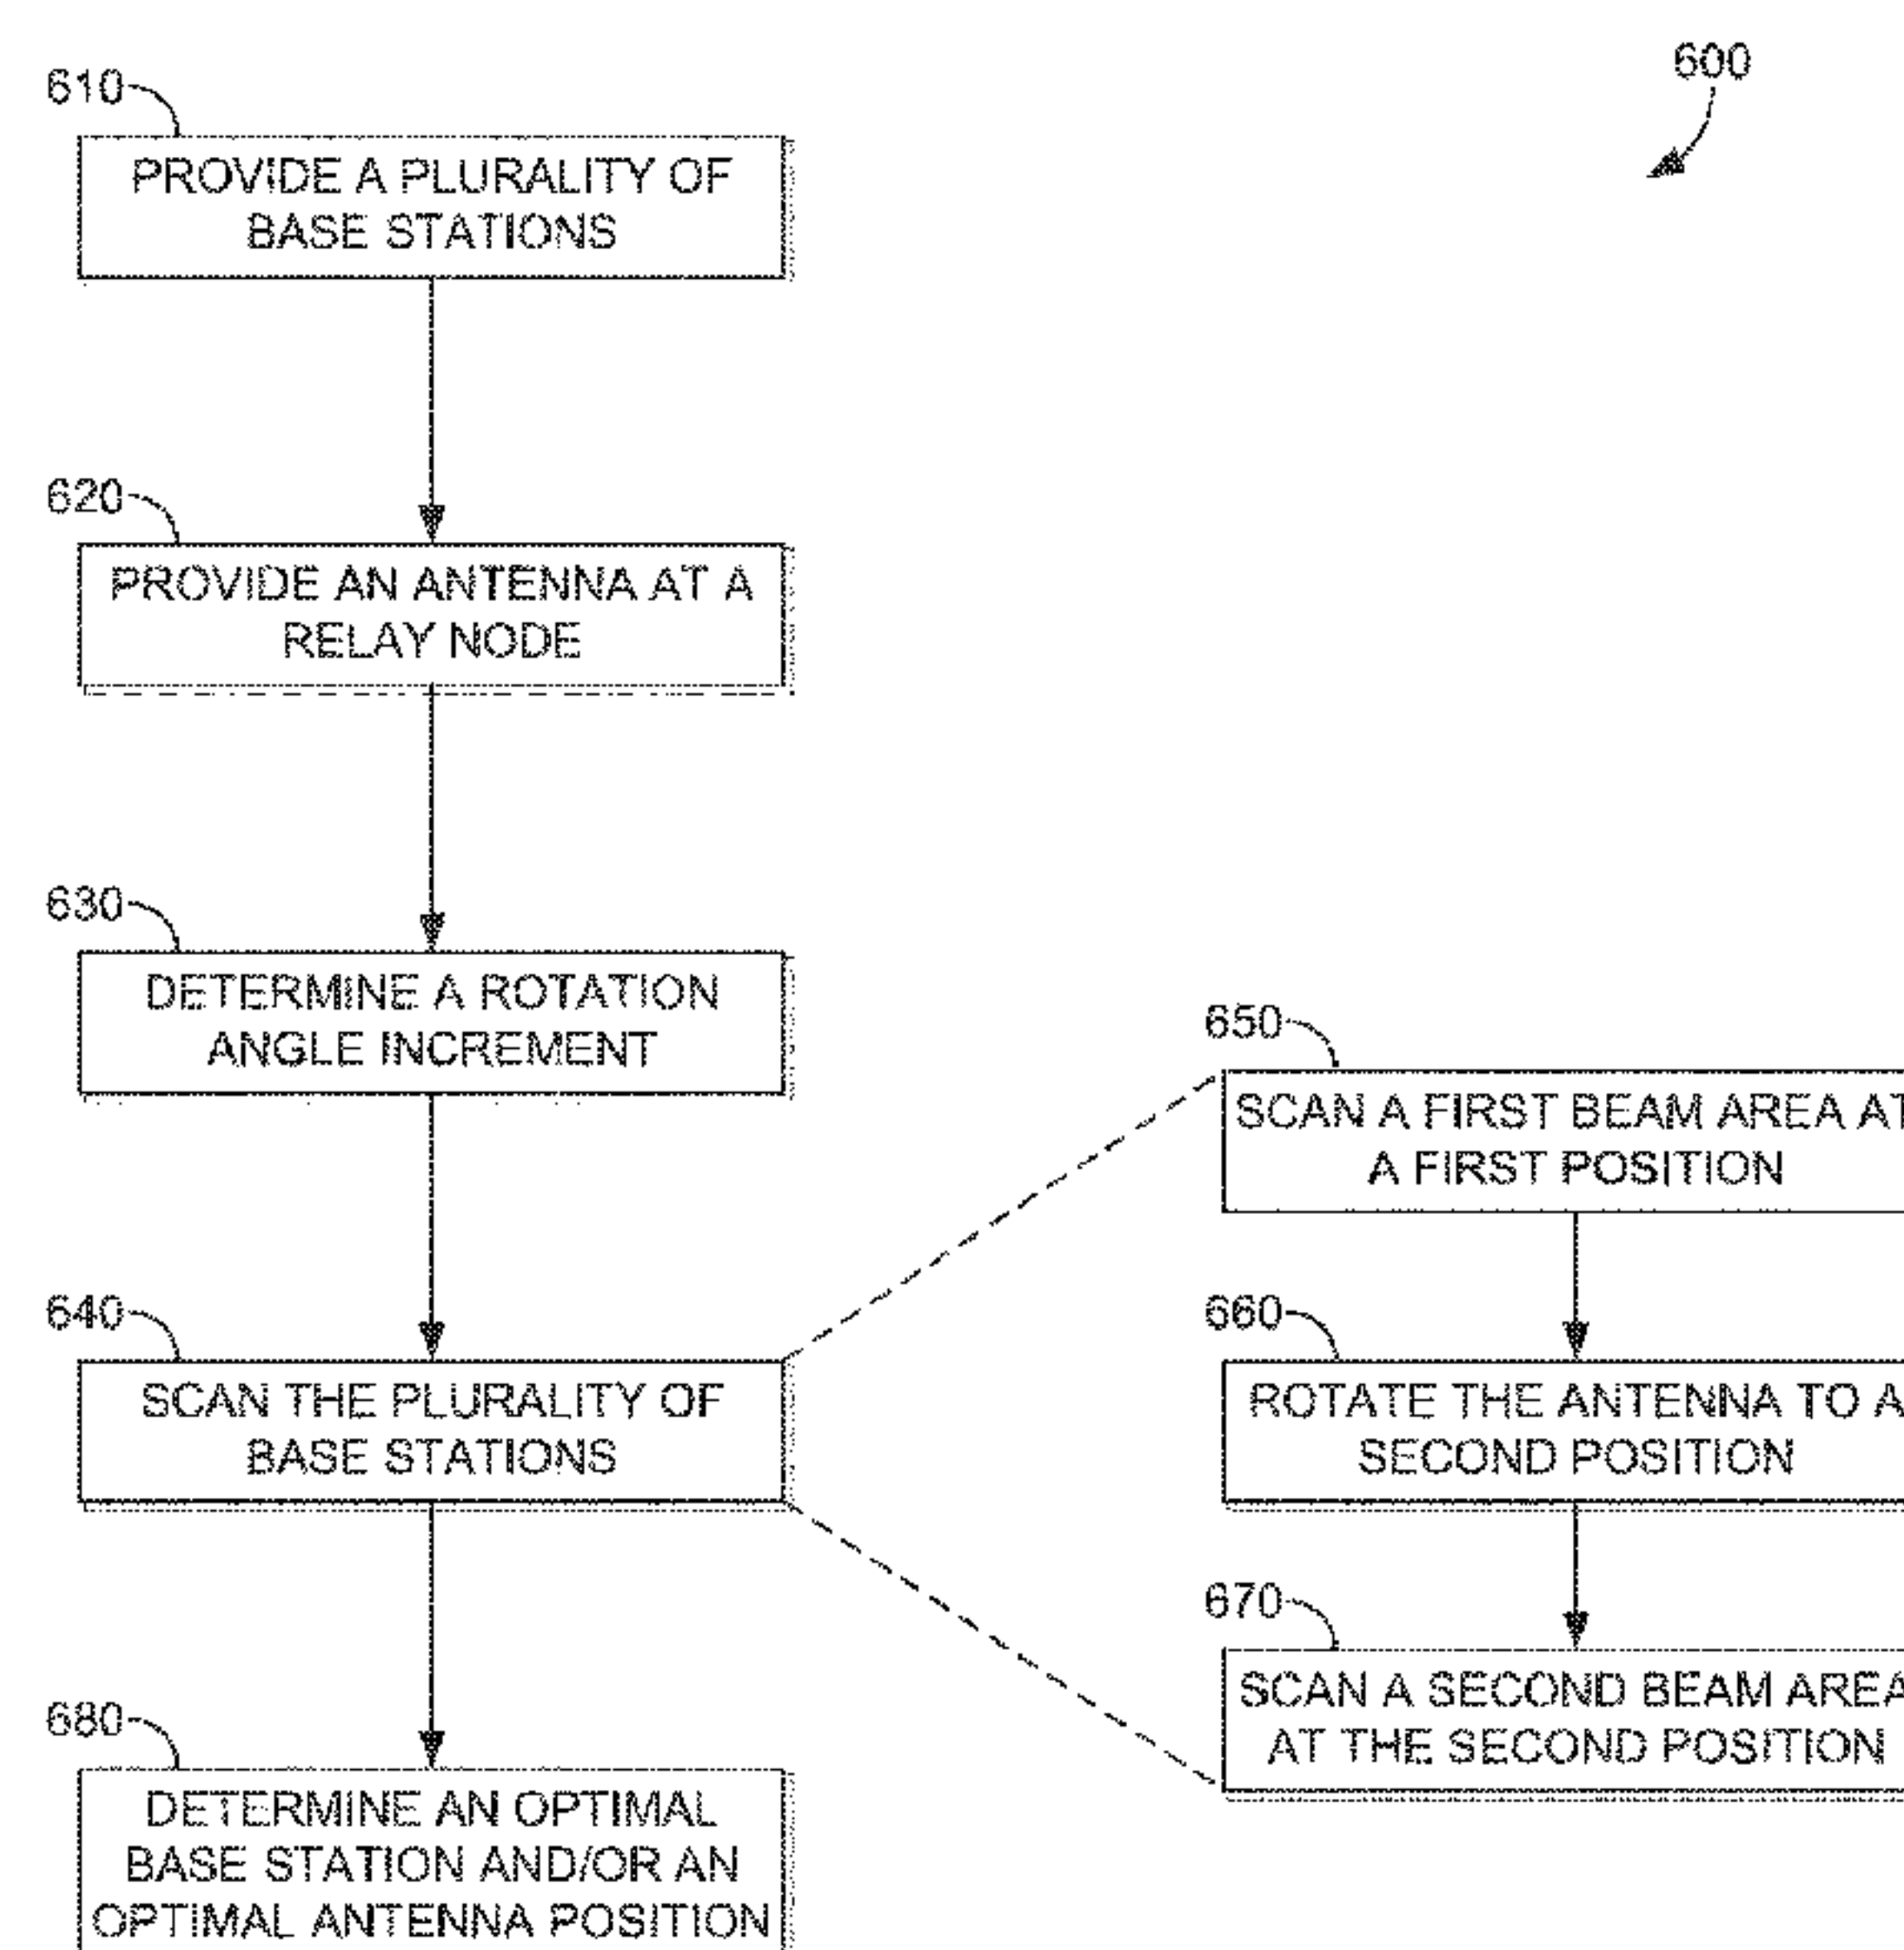 600
610
PROVIDE A PLURALITY OF
BASE STATIONS
620
PROVIDE AN ANTENNA AT A
RELAY NODE
630
DETERMINE A ROTATION
ANGLE INCREMENT
640
SCAN THE PLURALITY OF
BASE STATIONS
650
SCAN A FIRST BEAM AREA AT
A FIRST POSITION
660
ROTATE THE ANTENNA TO A
SECOND POSITION
670
SCAN A SECOND BEAM AREA
AT THE SECOND POSITION
680
DETERMINE AN OPTIMAL
BASE STATION AND/OR AN
OPTIMAL ANTENNA POSITION